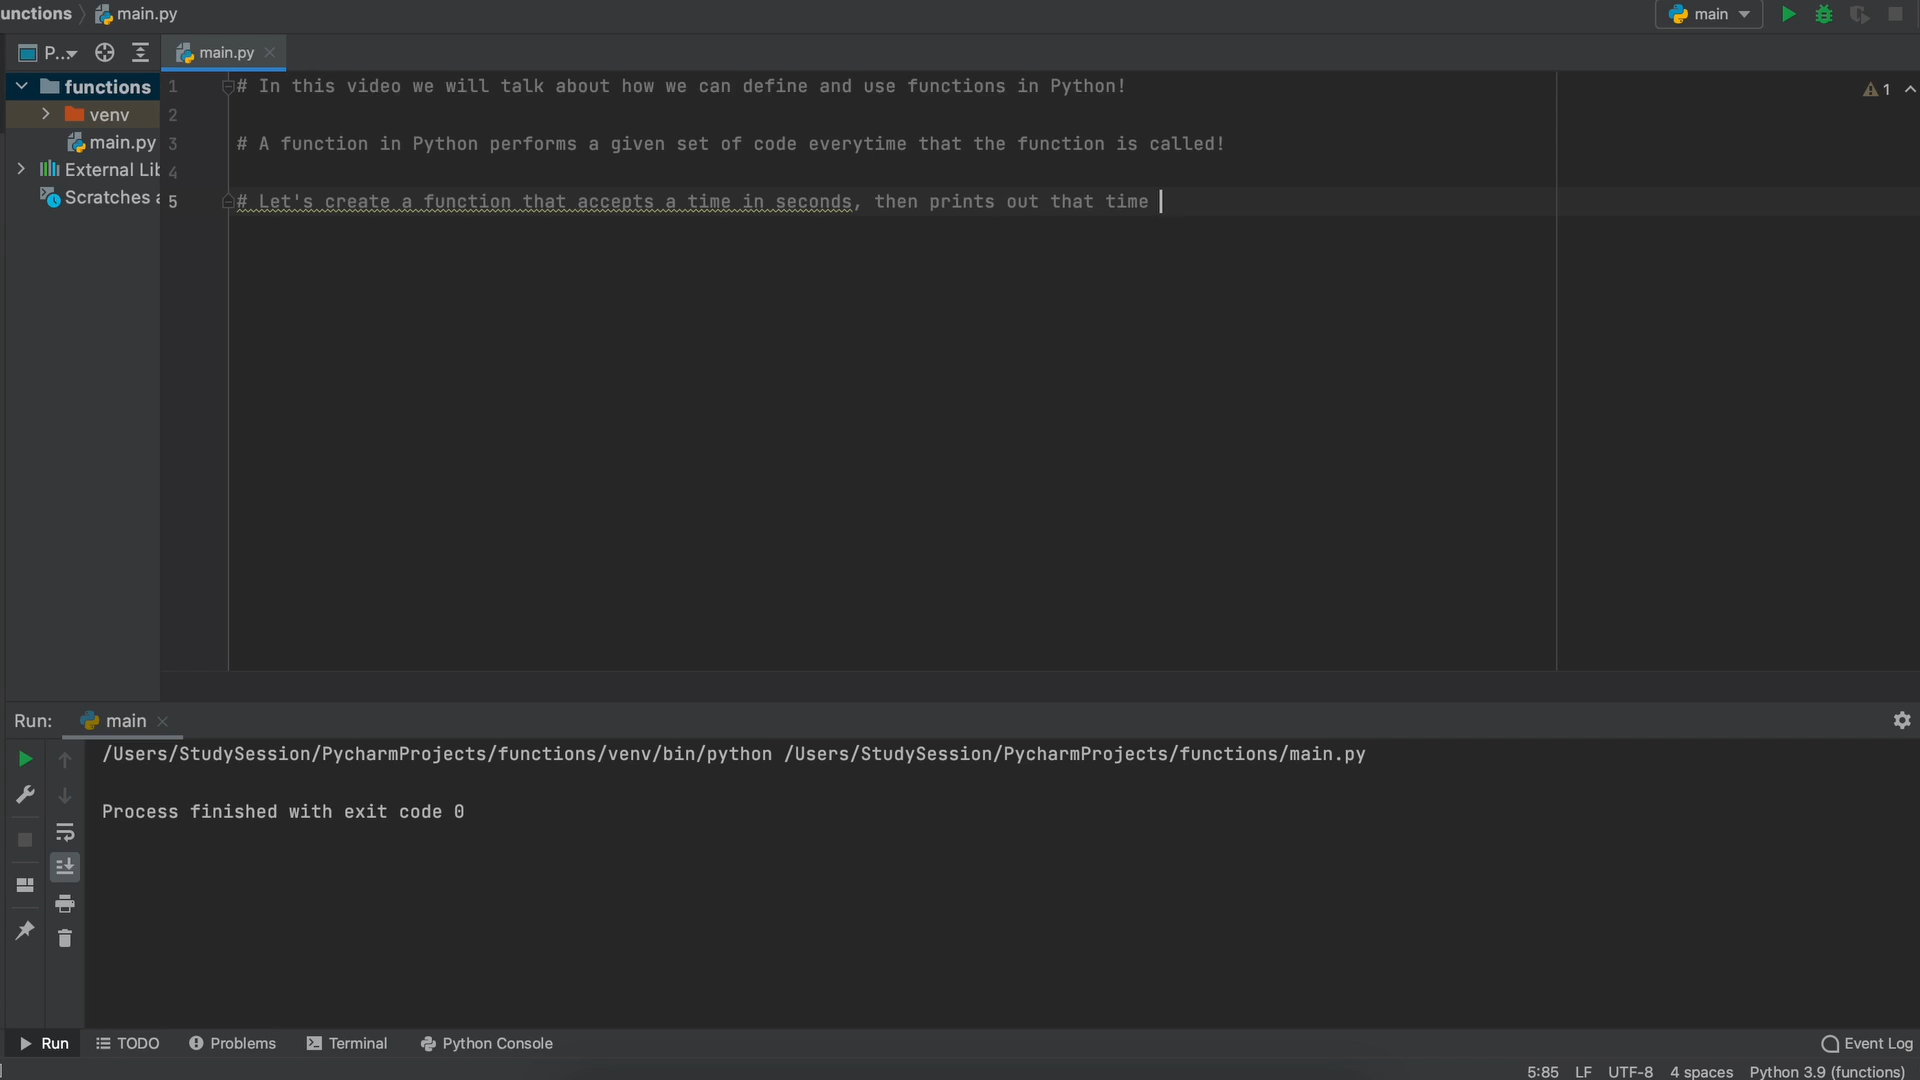 unctions main.py
main
P... main.py
functions
venv
main.py
External Lib
Scratches a
1 # In this video we will talk about how we can define and use functions in Python!
2
3 # A function in Python performs a given set of code everytime that the function is called!
4
5 # Let's create a function that accepts a time in seconds, then prints out that time
1
Run: main
/Users/StudySession/PycharmProjects/functions/venv/bin/python /Users/StudySession/PycharmProjects/functions/main.py
Process finished with exit code 0
Run TODO Problems Terminal Python Console Event Log
5:85 LF UTF-8 4 spaces Python 3.9 (functions)